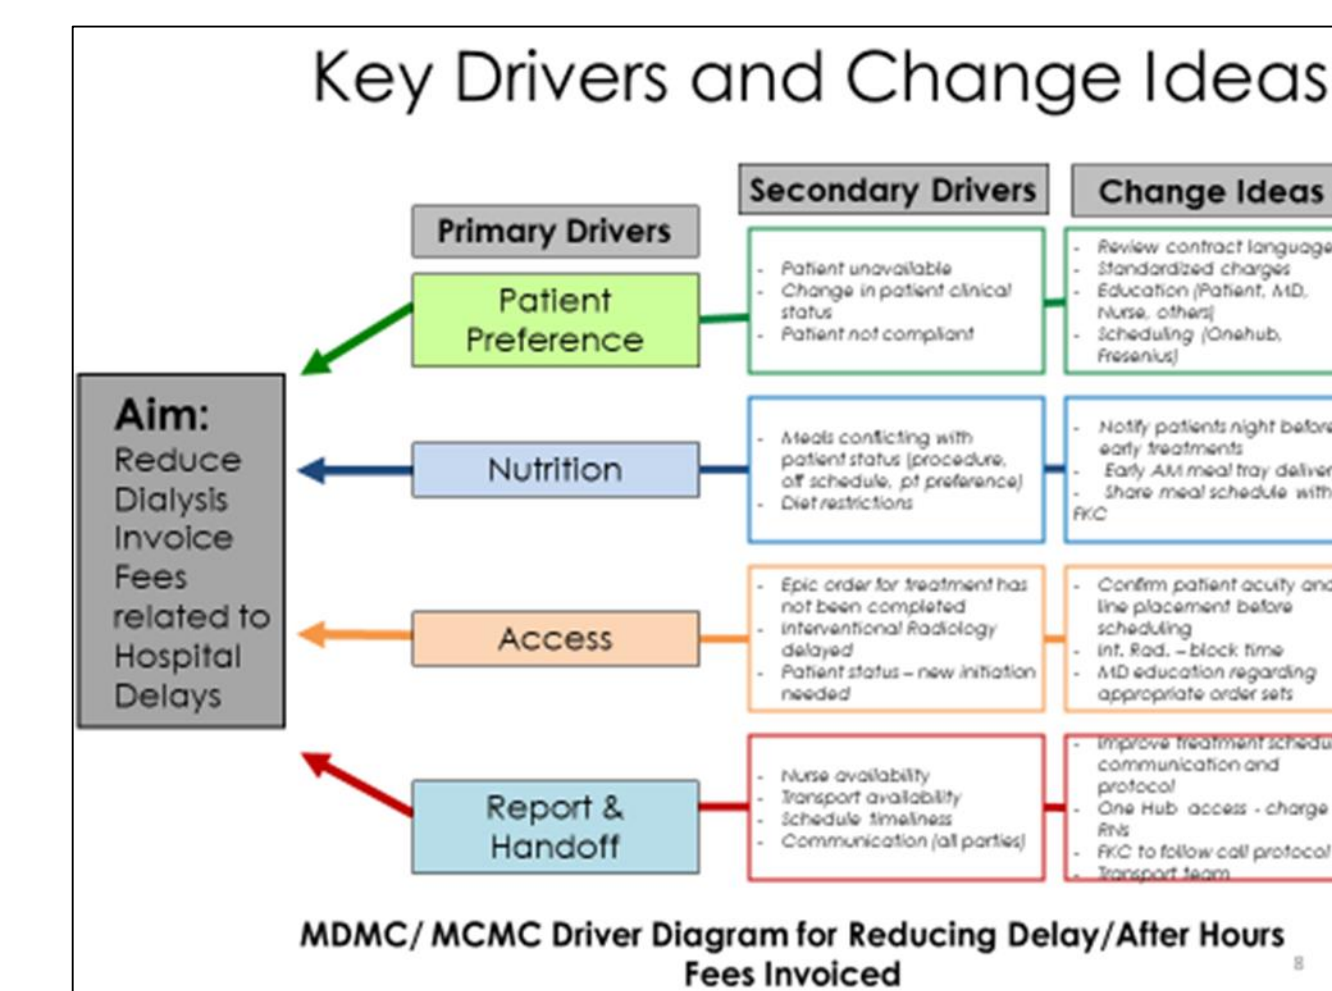 Key Drivers and Change Ideas
Primary Drivers
Secondary Drivers
Change Ideas
Aim:
Reduce
Dialysis
Invoice
Fees
related to
Hospital
Delays
Patient
Preference
- Patient unavailable
- Change in patient clinical
status
- Patient not compliant
- Review contract language
- Standardized charges
- Education (Patient, MD,
Nurse, others)
- Scheduling (Onehub,
Fresenius)
Nutrition
- Meals conflicting with
patient status (procedure,
off schedule, pt preference)
- Diet restrictions
- Notify patients night before
early treatments
- Early AM meal tray deliver
- Share meal schedule with
FKC
Access
- Epic order for treatment has
not been completed
- Interventional Radiology
delayed
- Patient status – new initiation
needed
- Confirm patient acuity and
line placement before
scheduling
- Int. Rad. – block time
- MD education regarding
appropriate order sets
Report &
Handoff
- Nurse availability
- Transport availability
- Schedule timeliness
- Communication (all parties)
- Improve treatment schedu
communication and
protocol
- One Hub access - charge
RNs
- FKC to follow call protocol
- Transport team
MDMC/ MCMC Driver Diagram for Reducing Delay/After Hours
Fees Invoiced
8